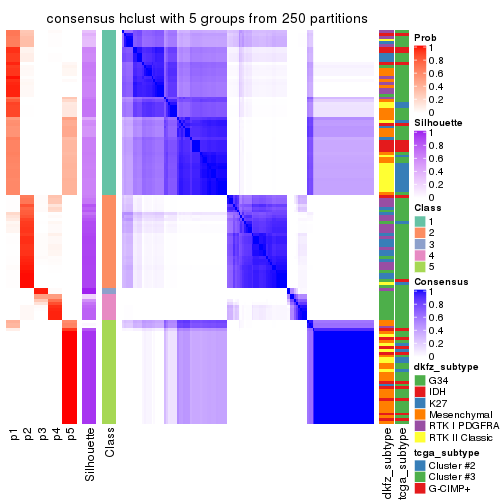 consensus hclust with 5 groups from 250 partitions
Prob
1
0.8
0.6
0.4
0.2
0
Silhouette
1
0.8
0.6
0.4
0.2
0
Class
1
2
3
4
5
Consensus
1
0.8
0.6
0.4
0.2
0
dkfz_subtype
G34
IDH
K27
Mesenchymal
RTK I PDGFRA
RTK II Classic
tcga_subtype
Cluster #2
Cluster #3
G-CIMP+
p1
p2
p3
p4
p5
Silhouette
Class
dkfz_subtype
tcga_subtype